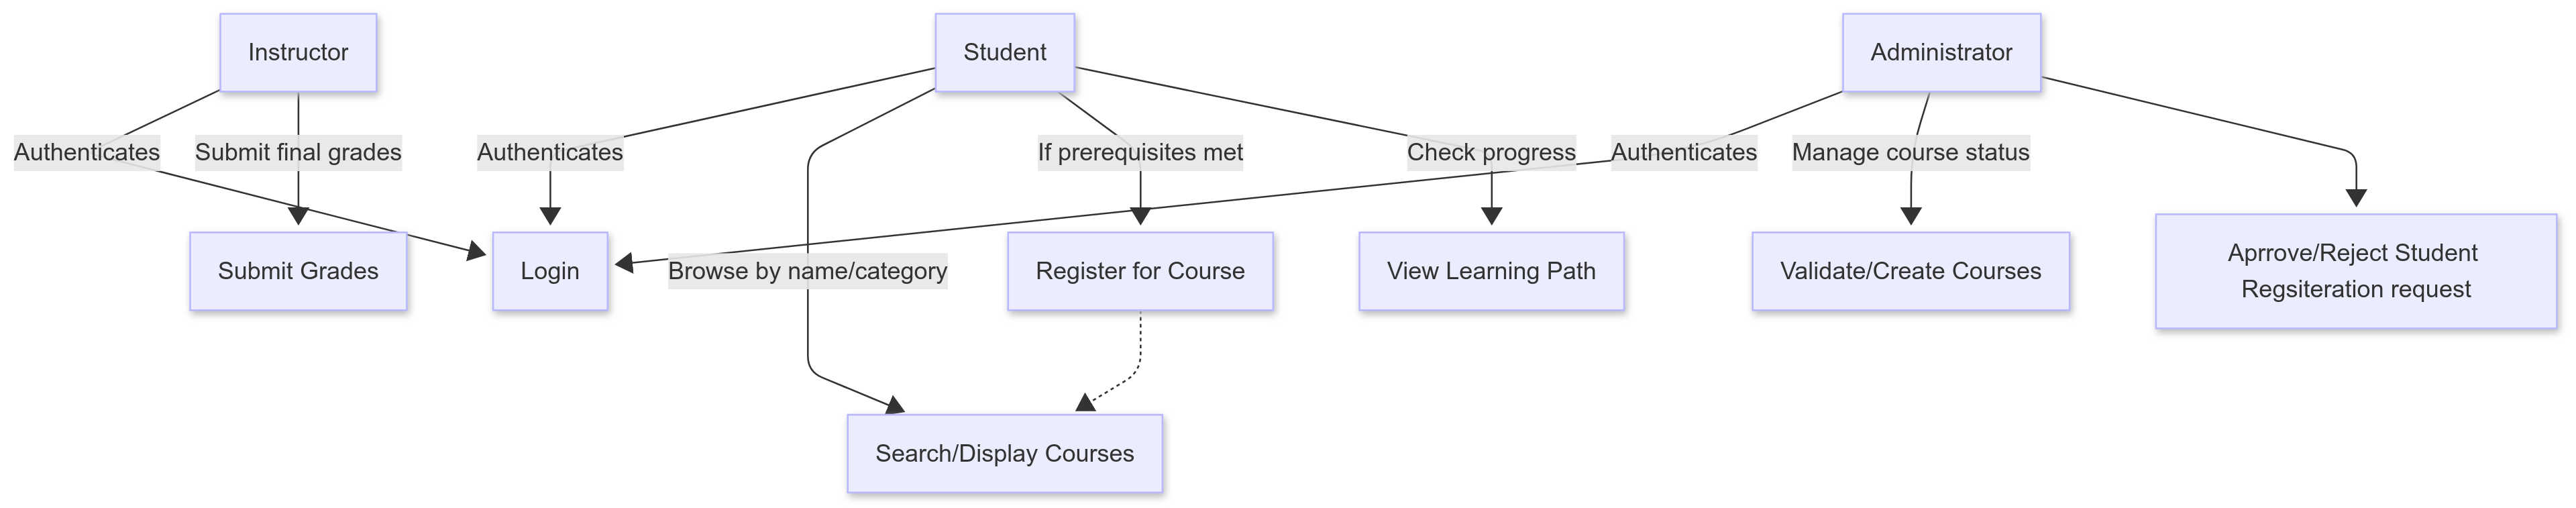 Instructor
Student
Administrator
Authenticates
Submit final grades
Authenticates
If prerequisites met
Check progress
Authenticates
Manage course status
Submit Grades
Login
Browse by name/category
Register for Course
View Learning Path
Validate/Create Courses
Aprrove/Reject Student
Regsiteration request
Search/Display Courses